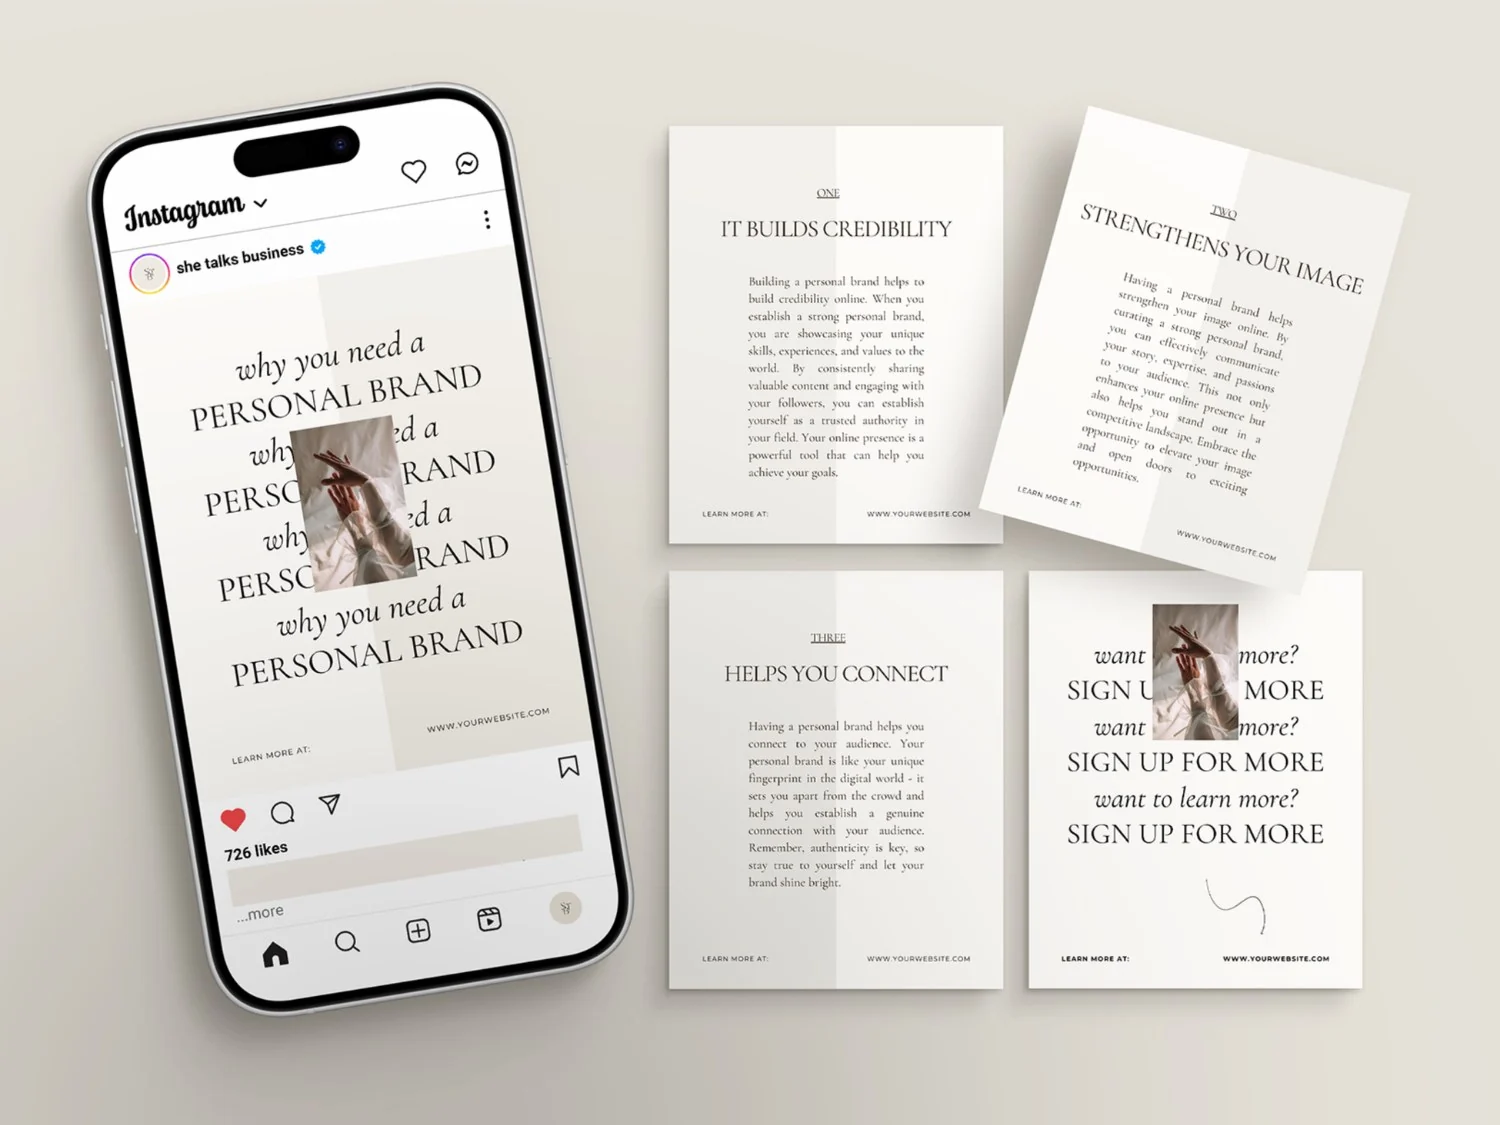 Instagram
she talks business
why you need a
PERSONAL BRAND
why ed a
PERSO RAND
why ed a
PERSO RAND
why you need a
PERSONAL BRAND
LEARN MORE AT: WWW.YOURWEBSITE.COM
726 likes
...more
ONE
IT BUILDS CREDIBILITY
Building a personal brand helps to
build credibility online. When you
establish a strong personal brand,
you are showcasing your unique
skills, experiences, and values to the
world. By consistently sharing
valuable content and engaging with
your followers, you can establish
yourself as a trusted authority in
your field. Your online presence is a
powerful tool that can help you
achieve your goals.
LEARN MORE AT: WWW.YOURWEBSITE.COM
TWO
STRENGTHENS YOUR IMAGE
Having a personal brand helps
strengthen your image online. By
curating a strong personal brand,
you can effectively communicate
your story, expertise, and passions
to your audience. This not only
enhances your online presence but
also helps you stand out in a
competitive landscape. Embrace the
opportunity to elevate your image
and open doors to exciting
opportunities.
LEARN MORE AT: WWW.YOURWEBSITE.COM
THREE
HELPS YOU CONNECT
Having a personal brand helps you
connect to your audience. Your
personal brand is like your unique
fingerprint in the digital world - it
sets you apart from the crowd and
helps you establish a genuine
connection with your audience.
Remember, authenticity is key, so
stay true to yourself and let your
brand shine bright.
LEARN MORE AT: WWW.YOURWEBSITE.COM
want more?
SIGN U MORE
want more?
SIGN UP FOR MORE
want to learn more?
SIGN UP FOR MORE
LEARN MORE AT: WWW.YOURWEBSITE.COM